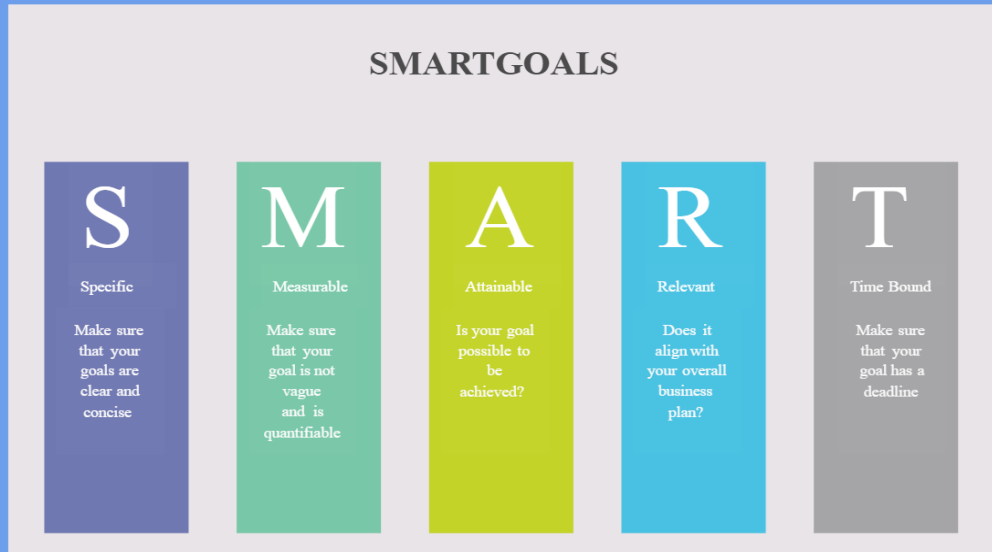 SMARTGOALS
S
Specific
Make sure
that your
goals are
clear and
concise
M
Measurable
Make sure
that your
goal is not
vague
and is
quantifiable
A
Attainable
Is your goal
possible to
be
achieved?
R
Relevant
Does it
align with
your overall
business
plan?
T
Time Bound
Make sure
that your
goal has a
deadline